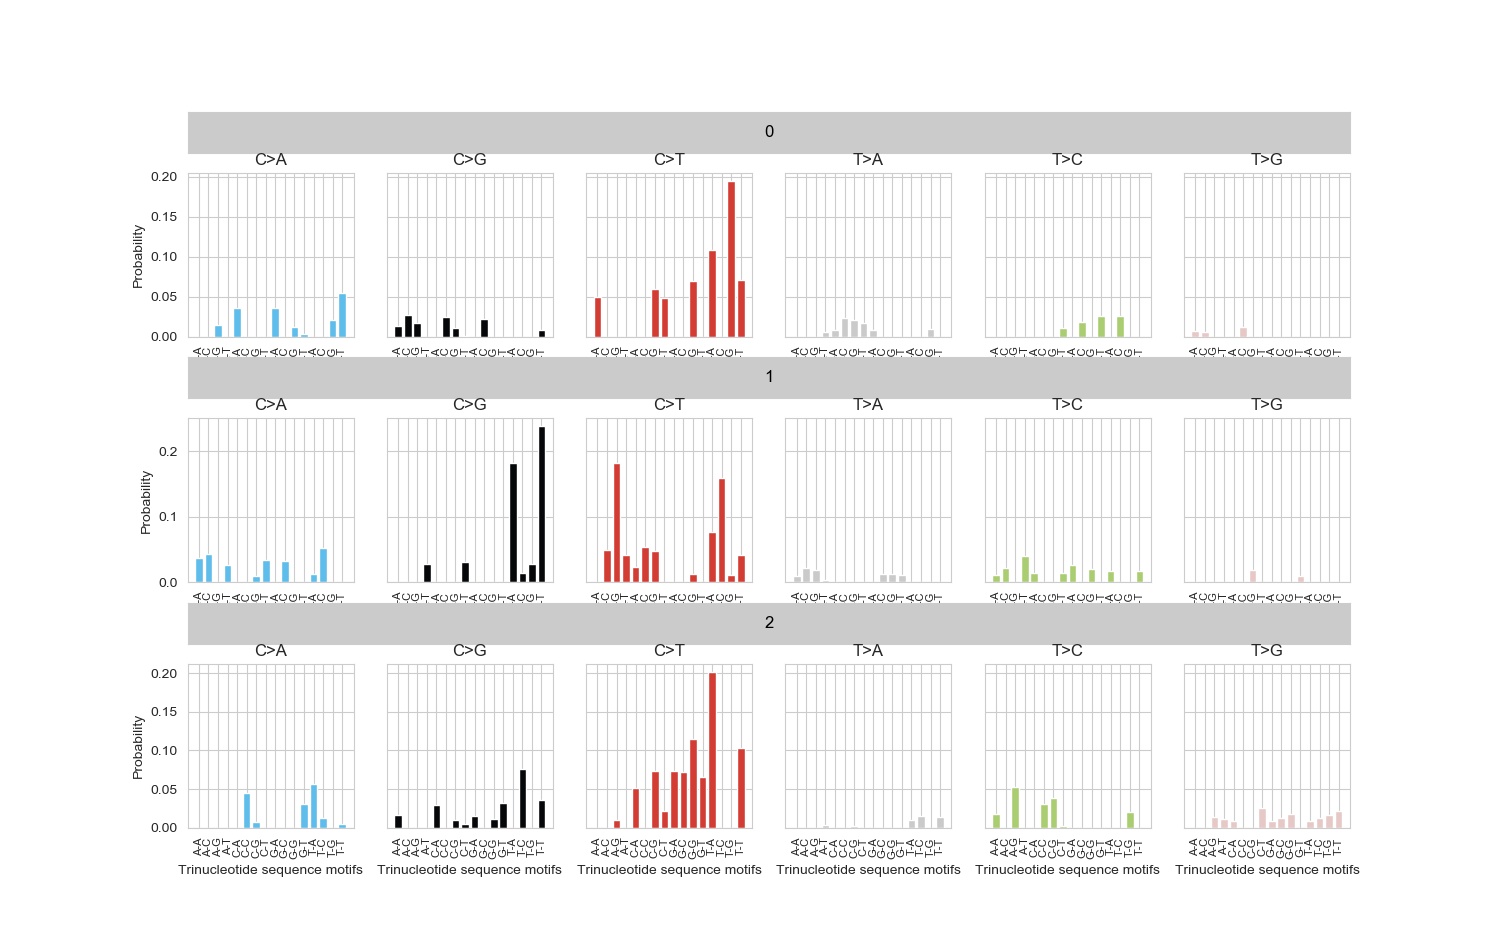 0
C>A C>G C>T T>A T>C T>G
0.20
0.15
0.10
0.05
0.00
Probability
1
C>A C>G C>T T>A T>C T>G
0.2
0.1
0.0
Probability
2
C>A C>G C>T T>A T>C T>G
0.20
0.15
0.10
0.05
0.00
Probability
A-A A-C A-G A-T C-A C-C C-G C-T G-A G-C G-G G-T T-A T-C T-G T-T
A-A A-C A-G A-T C-A C-C C-G C-T G-A G-C G-G G-T T-A T-C T-G T-T
A-A A-C A-G A-T C-A C-C C-G C-T G-A G-C G-G G-T T-A T-C T-G T-T
A-A A-C A-G A-T C-A C-C C-G C-T G-A G-C G-G G-T T-A T-C T-G T-T
A-A A-C A-G A-T C-A C-C C-G C-T G-A G-C G-G G-T T-A T-C T-G T-T
A-A A-C A-G A-T C-A C-C C-G C-T G-A G-C G-G G-T T-A T-C T-G T-T
Trinucleotide sequence motifs Trinucleotide sequence motifs Trinucleotide sequence motifs Trinucleotide sequence motifs Trinucleotide sequence motifs Trinucleotide sequence motifs